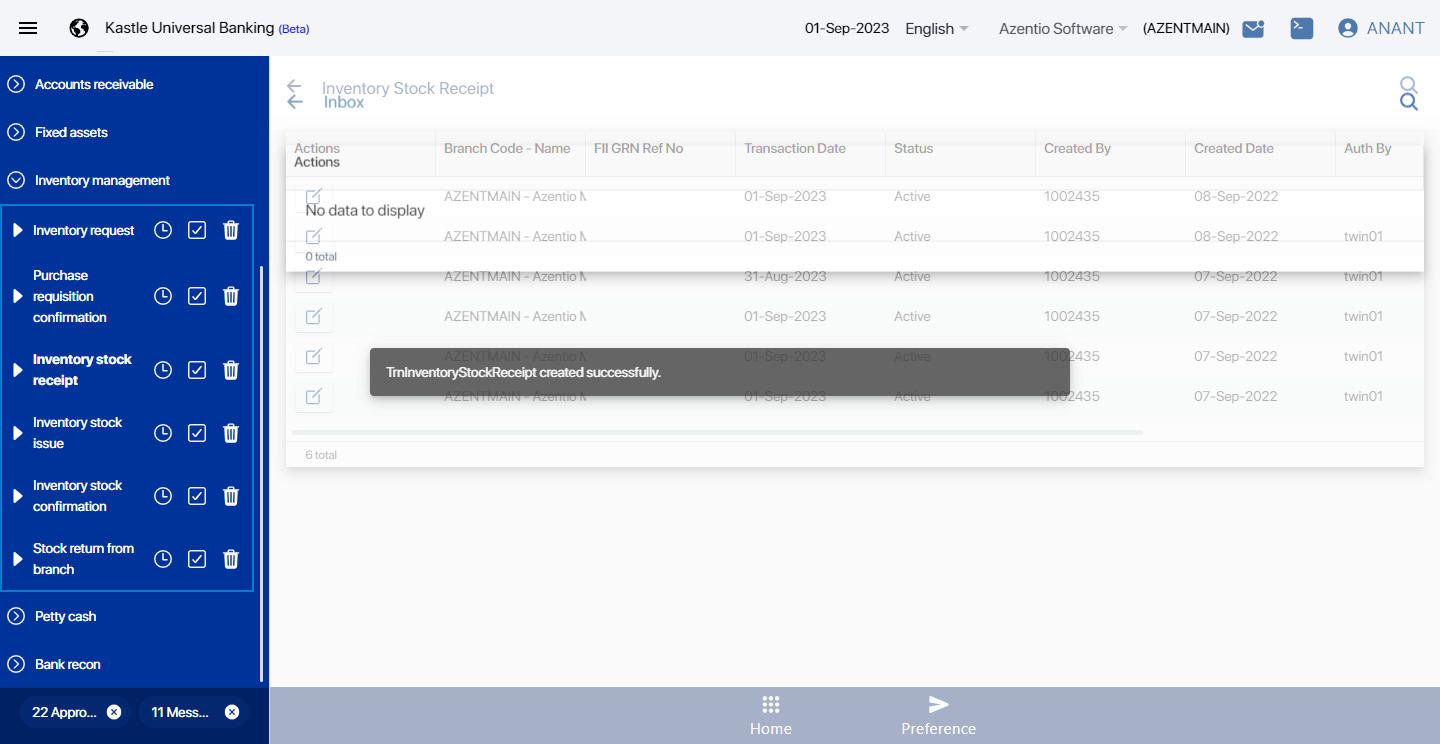 Kastle Universal Banking (Beta)
01-Sep-2023 English Azentio Software (AZENTMAIN) ANANT
Accounts receivable
Fixed assets
Inventory management
Inventory request
Purchase
requisition
confirmation
Inventory stock
receipt
Inventory stock
issue
Inventory stock
confirmation
Stock return from
branch
Petty cash
Bank recon
22 Appro...
11 Mess...
Inventory Stock Receipt
Inbox
Actions Branch Code - Name FII GRN Ref No Transaction Date Status Created By Created Date Auth By
Actions
AZENTMAIN - Azentio M 01-Sep-2023 Active 1002435 08-Sep-2022
No data to display
AZENTMAIN - Azentio M 01-Sep-2023 Active 1002435 08-Sep-2022 twin01
0 total
AZENTMAIN - Azentio M 31-Aug-2023 Active 1002435 07-Sep-2022 twin01
AZENTMAIN - Azentio M 01-Sep-2023 Active 1002435 07-Sep-2022 twin01
AZENTMAIN - Azentio M 01-Sep-2023 Active 1002435 07-Sep-2022 twin01
TrnInventoryStockReceipt created successfully.
AZENTMAIN - Azentio M 01-Sep-2023 Active 1002435 07-Sep-2022 twin01
6 total
Home
Preference